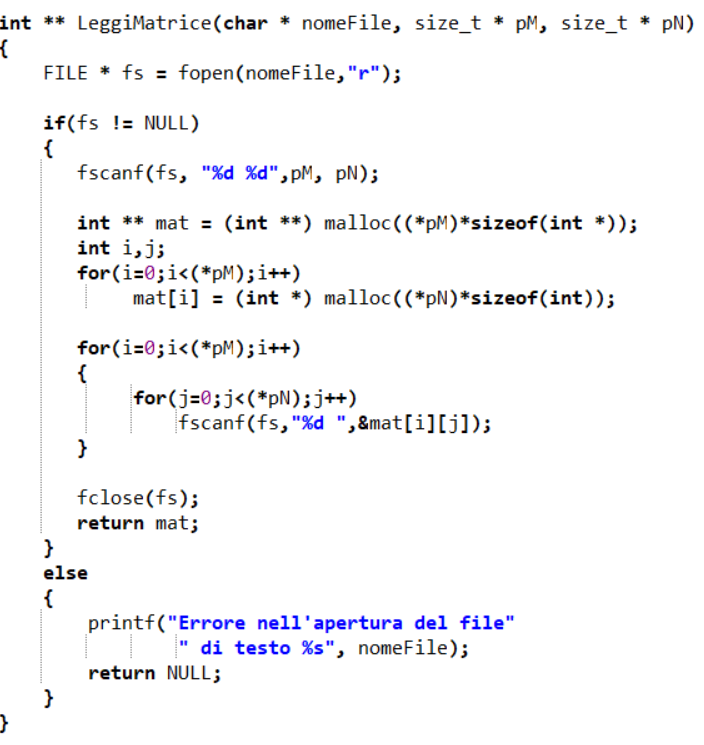 int ** LeggiMatrice(char * nomeFile, size_t * pM, size_t * pN)
{
    FILE * fs = fopen(nomeFile,"r");

    if(fs != NULL)
    {
        fscanf(fs, "%d %d",pM, pN);

        int ** mat = (int **) malloc((*pM)*sizeof(int *));
        int i,j;
        for(i=0;i<(*pM);i++)
            mat[i] = (int *) malloc((*pN)*sizeof(int));

        for(i=0;i<(*pM);i++)
        {
            for(j=0;j<(*pN);j++)
                fscanf(fs,"%d ",&mat[i][j]);
        }

        fclose(fs);
        return mat;
    }
    else
    {
        printf("Errore nell'apertura del file"
                " di testo %s", nomeFile);
        return NULL;
    }
}